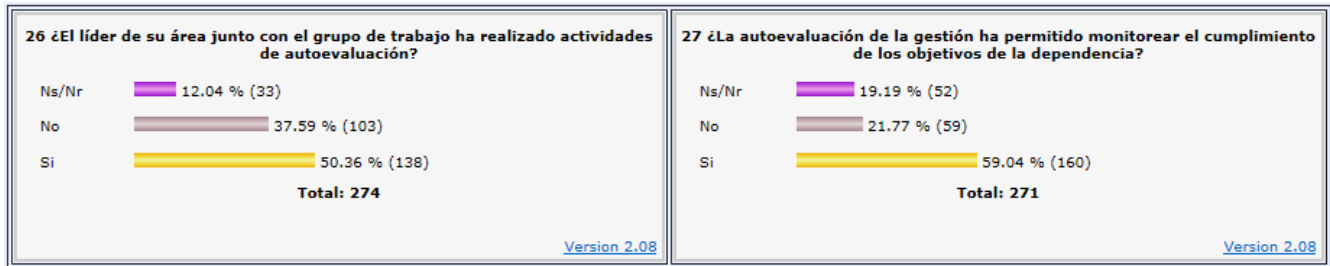 26 ¿El líder de su área junto con el grupo de trabajo ha realizado actividades
de autoevaluación?
Ns/Nr 12.04 % (33)
No 37.59 % (103)
Si 50.36 % (138)
Total: 274
Version 2.08
27 ¿La autoevaluación de la gestión ha permitido monitorear el cumplimiento
de los objetivos de la dependencia?
Ns/Nr 19.19 % (52)
No 21.77 % (59)
Si 59.04 % (160)
Total: 271
Version 2.08